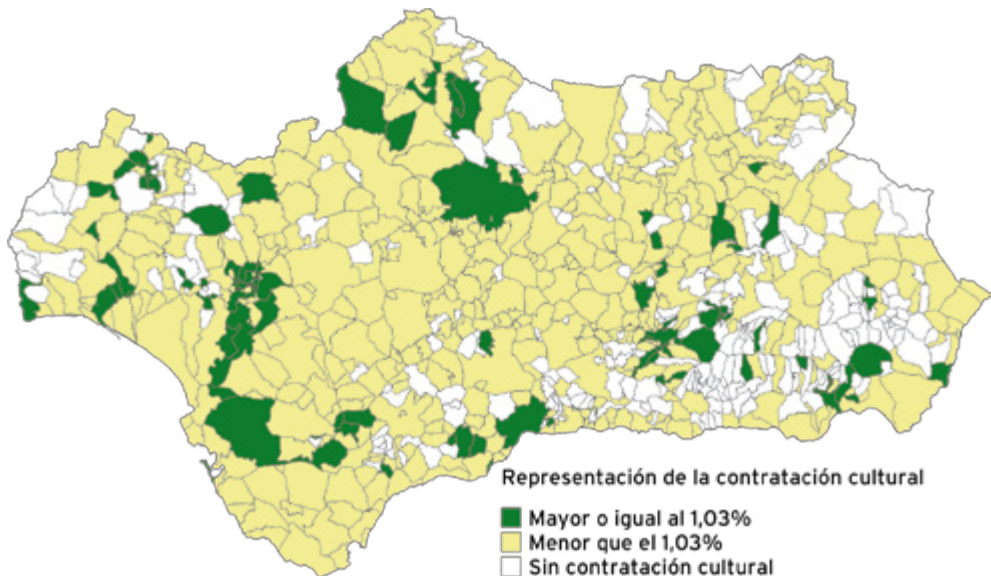 Representación de la contratación cultural
Mayor o igual al 1,03%
Menor que el 1,03%
Sin contratación cultural